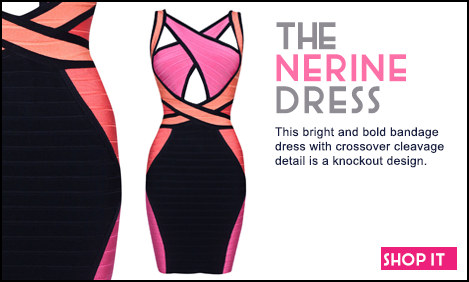 THE
NERINE
DRESS
This bright and bold bandage
dress with crossover cleavage
detail is a knockout design.
SHOP IT